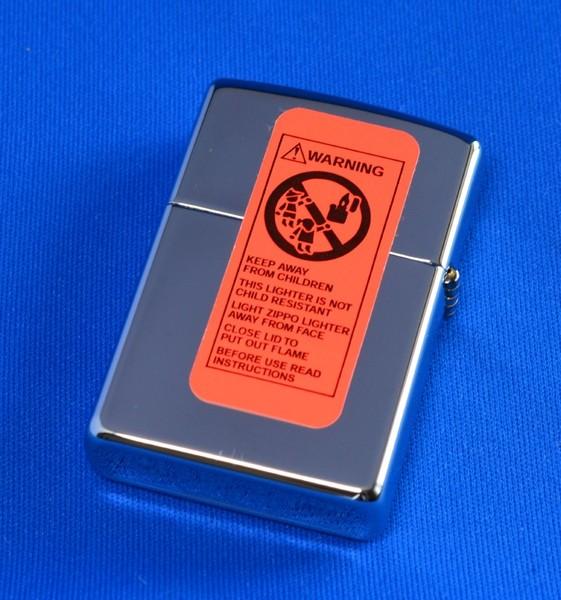 WARNING
KEEP AWAY
FROM CHILDREN
THIS LIGHTER IS NOT
CHILD RESISTANT
LIGHT ZIPPO LIGHTER
AWAY FROM FACE
CLOSE LID TO
PUT OUT FLAME
BEFORE USE READ
INSTRUCTIONS